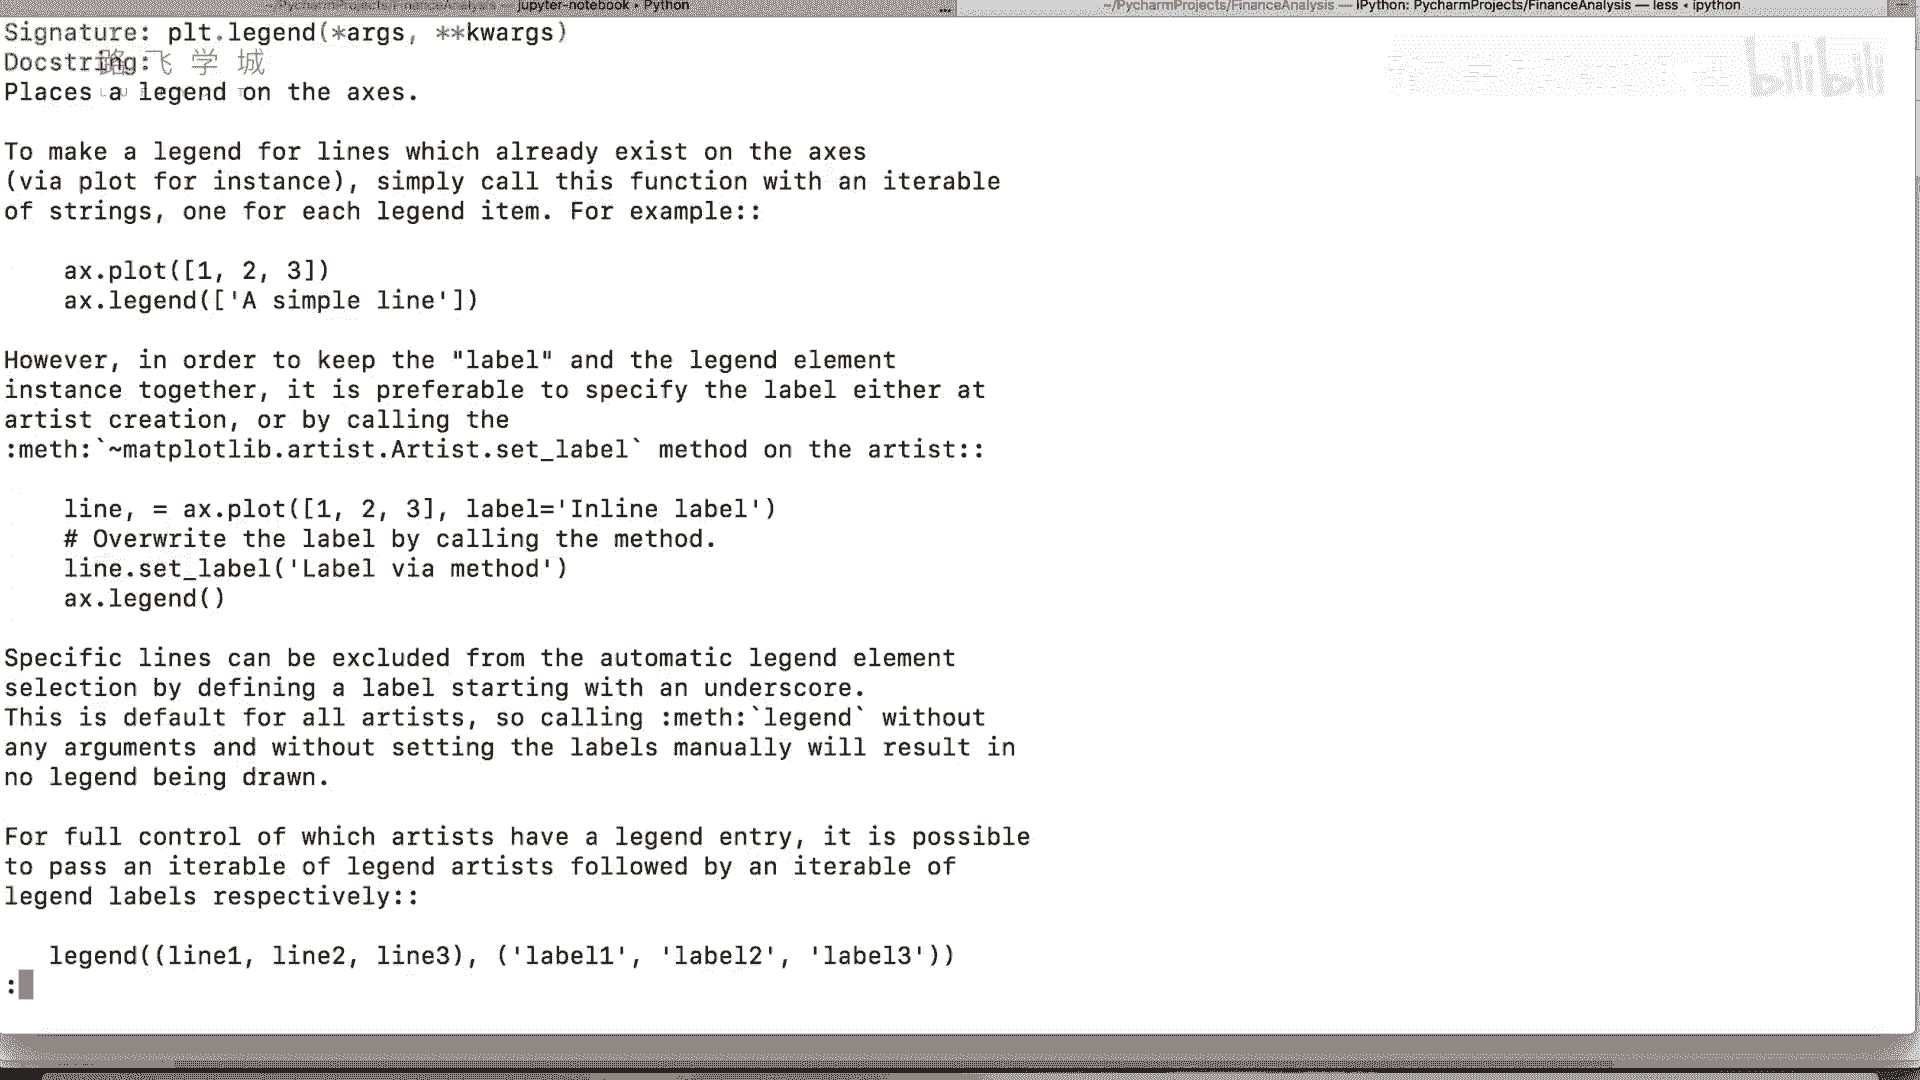 ~/PycharmProjects/FinanceAnalysis — jupyter-notebook • Python
... ~/PycharmProjects/FinanceAnalysis — IPython: PycharmProjects/FinanceAnalysis — less ◂ ipython
Signature: plt.legend(*args, **kwargs)
Docstring:
路飞学城
bilibili
Places a legend on the axes.
To make a legend for lines which already exist on the axes
(via plot for instance), simply call this function with an iterable
of strings, one for each legend item. For example::
ax.plot([1, 2, 3])
ax.legend(['A simple line'])
However, in order to keep the "label" and the legend element
instance together, it is preferable to specify the label either at
artist creation, or by calling the
:meth:`~matplotlib.artist.Artist.set_label` method on the artist::
line, = ax.plot([1, 2, 3], label='Inline label')
# Overwrite the label by calling the method.
line.set_label('Label via method')
ax.legend()
Specific lines can be excluded from the automatic legend element
selection by defining a label starting with an underscore.
This is default for all artists, so calling :meth:`legend` without
any arguments and without setting the labels manually will result in
no legend being drawn.
For full control of which artists have a legend entry, it is possible
to pass an iterable of legend artists followed by an iterable of
legend labels respectively::
legend((line1, line2, line3), ('label1', 'label2', 'label3'))
: